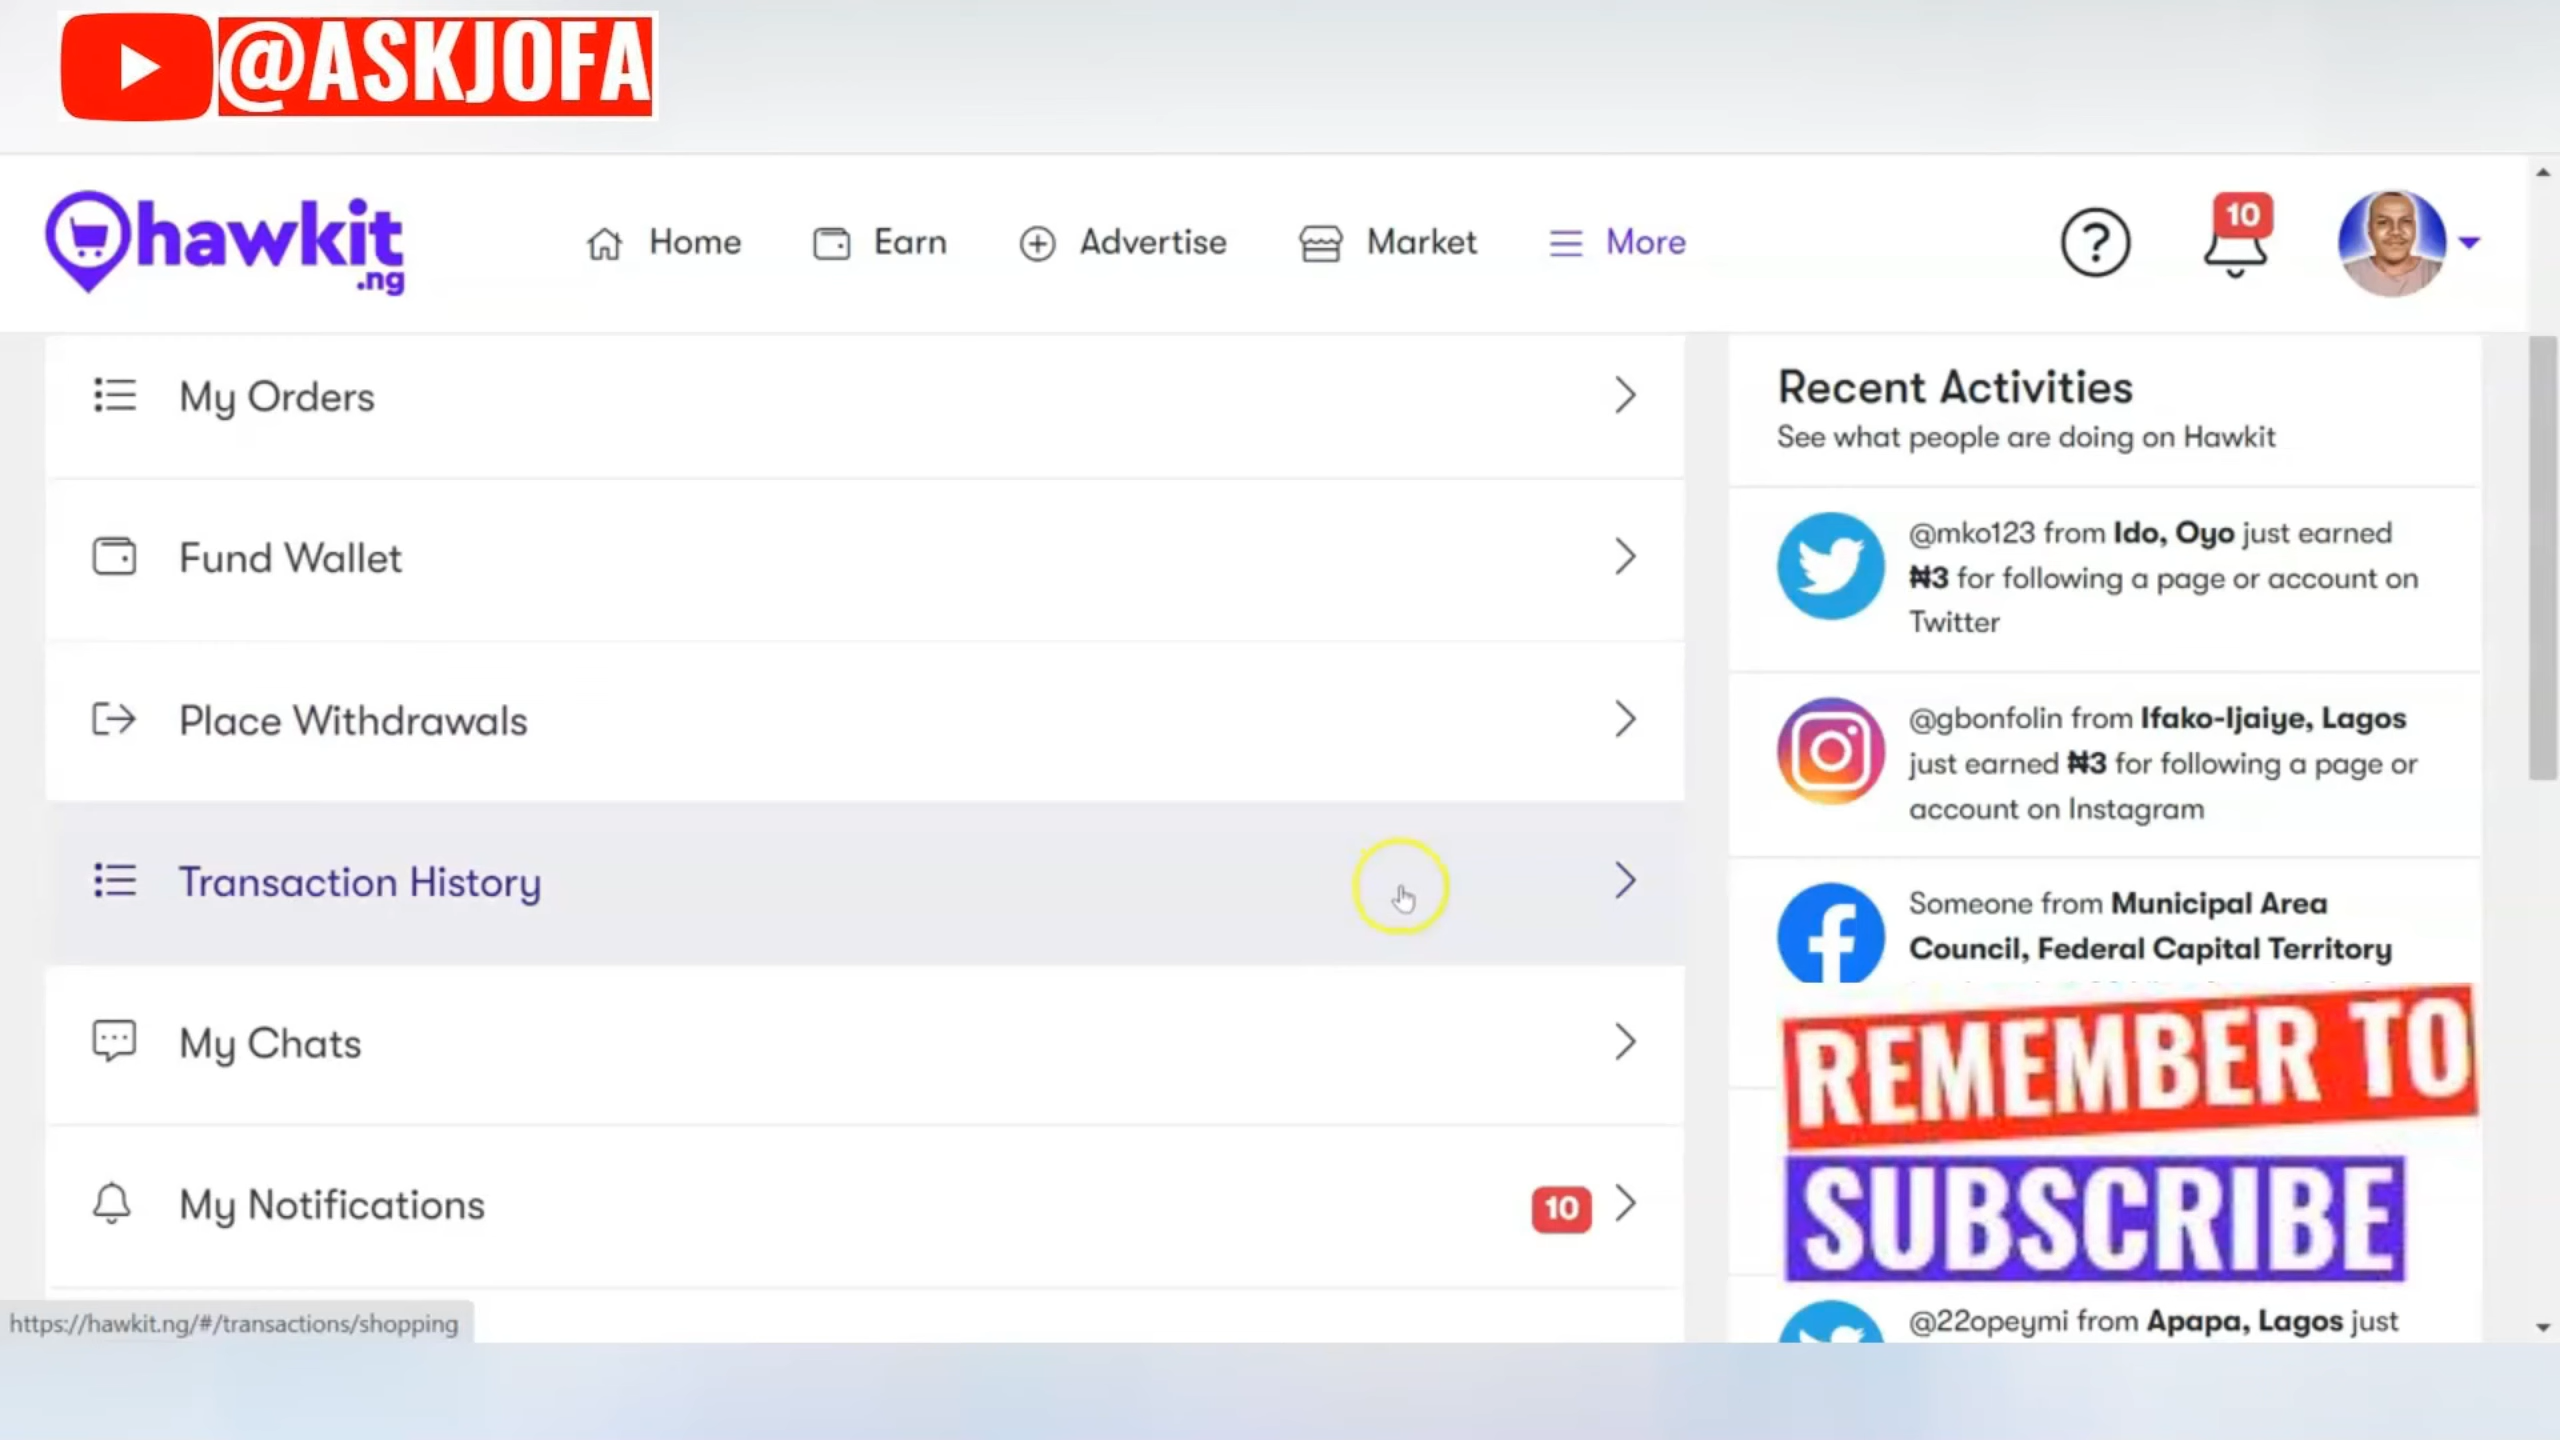 @ASKJOFA
hawkit
.ng
Home
Earn
Advertise
Market
More
10
My Orders
Fund Wallet
Place Withdrawals
Transaction History
My Chats
My Notifications
10
https://hawkit.ng/#/transactions/shopping
Recent Activities
See what people are doing on Hawkit
@mko123 from Ido, Oyo just earned
₦3 for following a page or account on
Twitter
@gbonfolin from Ifako-Ijaiye, Lagos
just earned ₦3 for following a page or
account on Instagram
Someone from Municipal Area
Council, Federal Capital Territory
REMEMBER TO
SUBSCRIBE
@22opeymi from Apapa, Lagos just